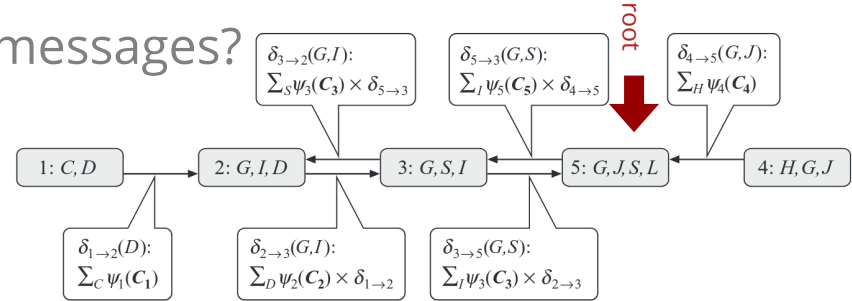 messages?
root
δ3→2(G,I):
∑S ψ3(C3) × δ5→3
δ5→3(G,S):
∑I ψ5(C5) × δ4→5
δ4→5(G,J):
∑H ψ4(C4)
1: C,D
2: G,I,D
3: G,S,I
5: G,J,S,L
4: H,G,J
δ1→2(D):
∑C ψ1(C1)
δ2→3(G,I):
∑D ψ2(C2) × δ1→2
δ3→5(G,S):
∑I ψ3(C3) × δ2→3